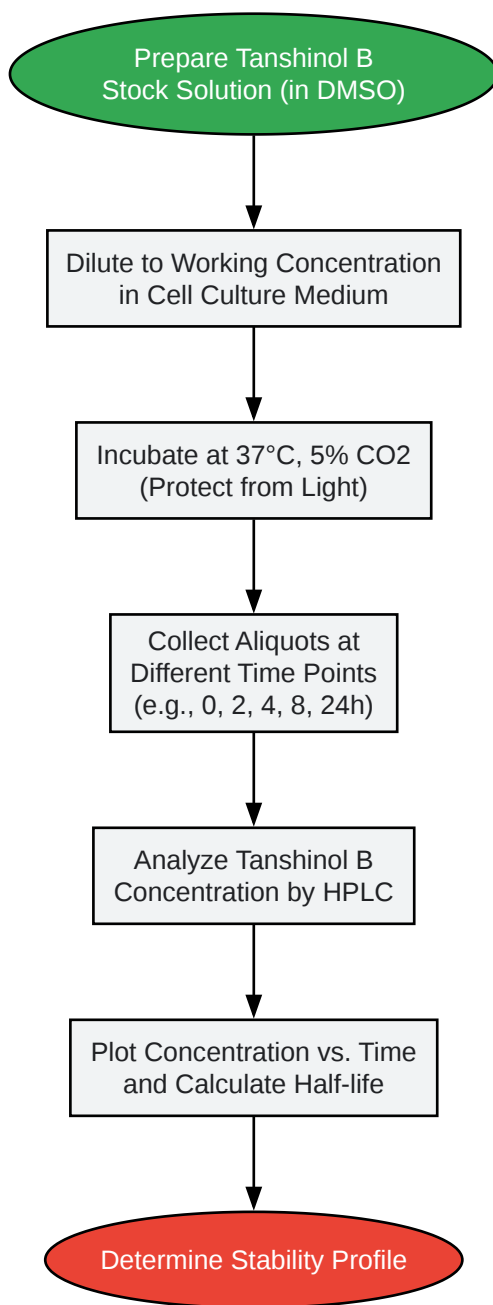 Prepare Tanshinol B
Stock Solution (in DMSO)
Dilute to Working Concentration
in Cell Culture Medium
Incubate at 37°C, 5% CO2
(Protect from Light)
Collect Aliquots at
Different Time Points
(e.g., 0, 2, 4, 8, 24h)
Analyze Tanshinol B
Concentration by HPLC
Plot Concentration vs. Time
and Calculate Half-life
Determine Stability Profile